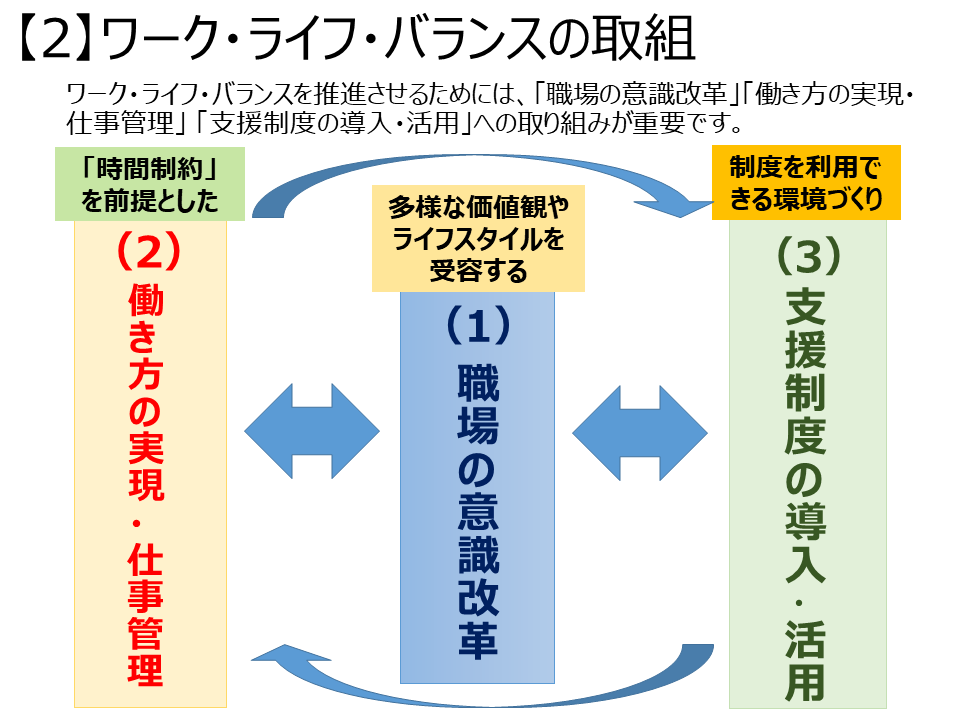 【2】ワーク・ライフ・バランスの取組
ワーク・ライフ・バランスを推進させるためには、「職場の意識改革」「働き方の実現・
仕事管理」「支援制度の導入・活用」への取り組みが重要です。
「時間制約」
を前提とした
（2）
働き方の実現・仕事管理
多様な価値観や
ライフスタイルを
受容する
（1）
職場の意識改革
制度を利用で
きる環境づくり
（3）
支援制度の導入・活用